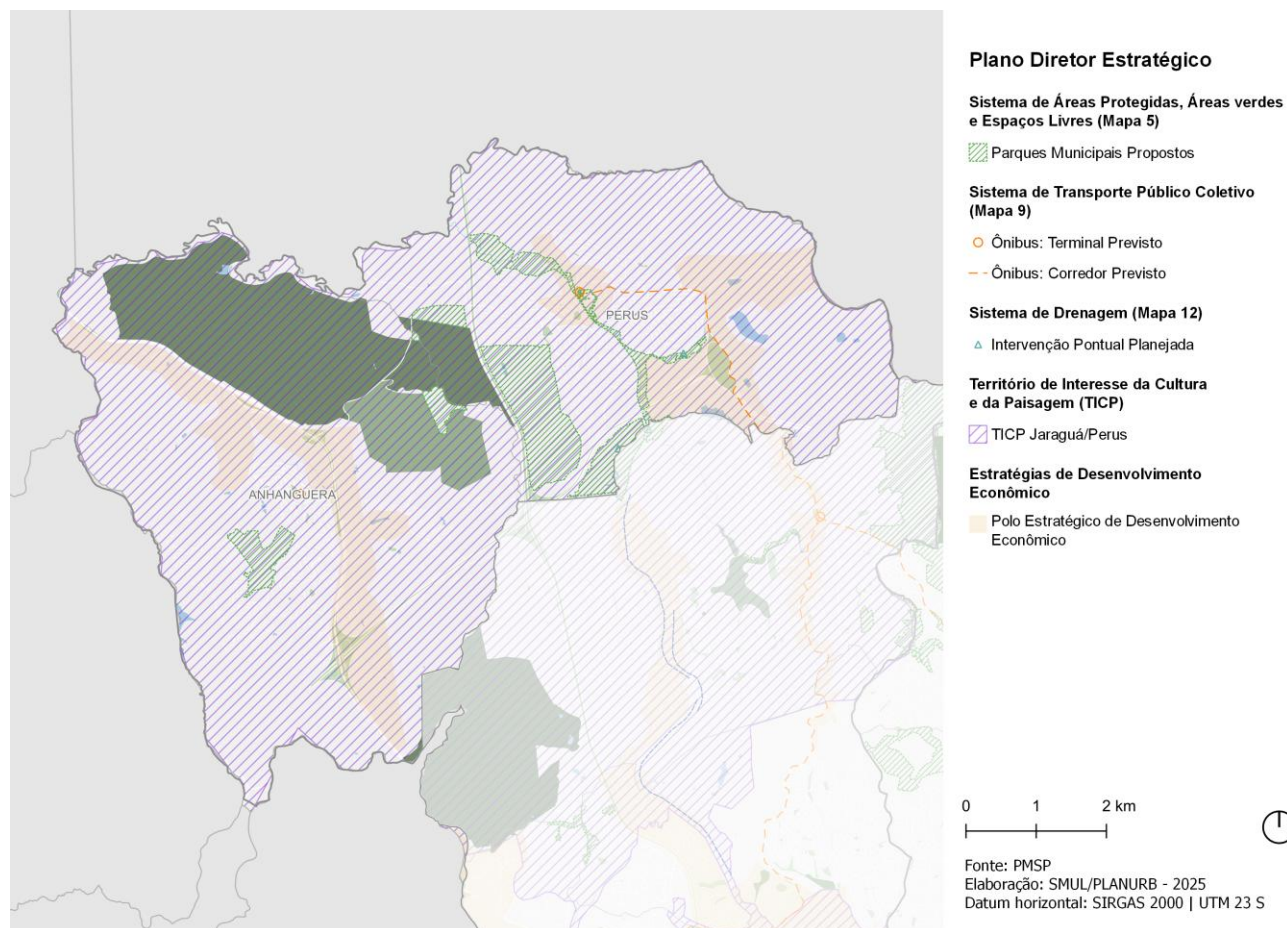 PERUS
ANHANGUERA
Plano Diretor Estratégico
Sistema de Áreas Protegidas, Áreas verdes
e Espaços Livres (Mapa 5)
Parques Municipais Propostos
Sistema de Transporte Público Coletivo
(Mapa 9)
Ônibus: Terminal Previsto
Ônibus: Corredor Previsto
Sistema de Drenagem (Mapa 12)
Intervenção Pontual Planejada
Território de Interesse da Cultura
e da Paisagem (TICP)
TICP Jaraguá/Perus
Estratégias de Desenvolvimento
Econômico
Polo Estratégico de Desenvolvimento
Econômico
0 1 2 km
Fonte: PMSP
Elaboração: SMUL/PLANURB - 2025
Datum horizontal: SIRGAS 2000 | UTM 23 S